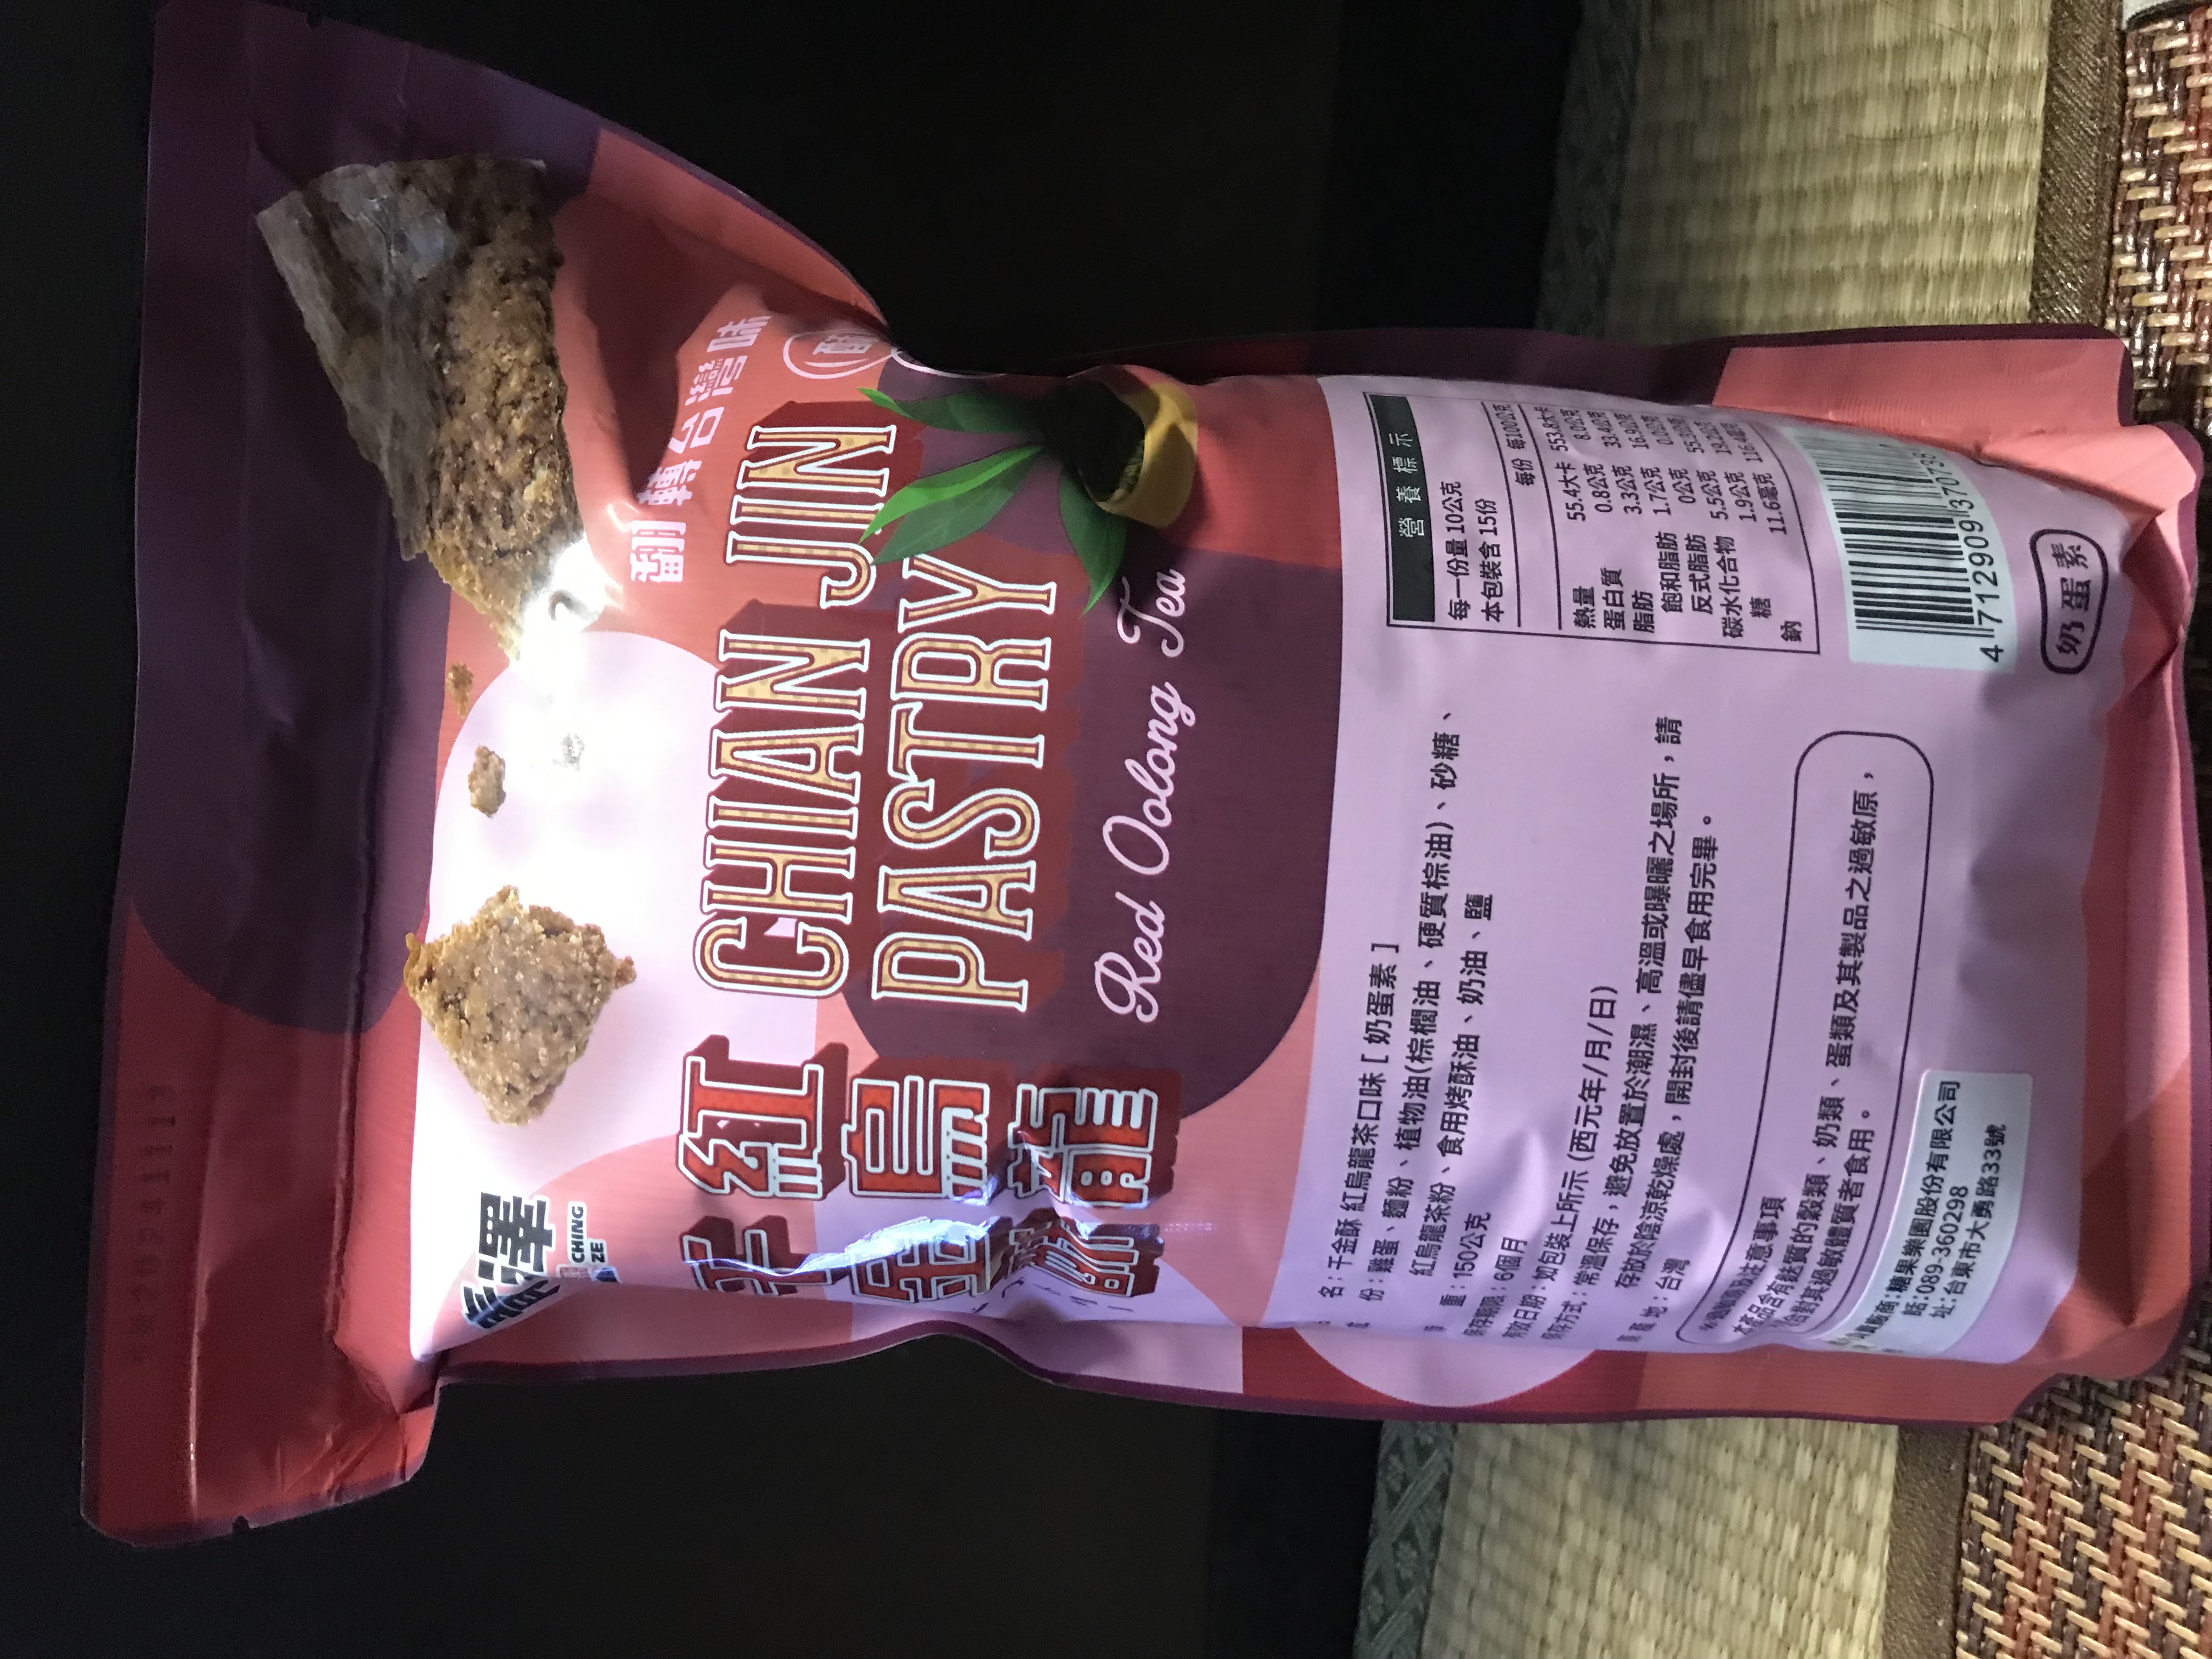 青澤
CHING
ZE
翻轉台灣味
CHIAN JIN
PASTRY
紅烏龍
千金酥
Red Oolong Tea
名:千金酥 紅烏龍茶口味 [ 奶蛋素 ]
份:雞蛋、麵粉、植物油(棕櫚油、硬質棕油)、砂糖、
紅烏龍茶粉、食用烤酥油、奶油、鹽
重:150公克
保存期限:6個月
有效日期:如包裝上所示 (西元年/月/日)
保存方式:常溫保存,避免放置於潮濕、高溫或曝曬之場所,請
存放於陰涼乾燥處,開封後請儘早食用完畢。
原產地:台灣
注意事項
本產品含有麩質的穀類、奶類、蛋類及其製品之過敏原,
不適合對其過敏體質者食用。
商:糖果樂園股份有限公司
話:089-360298
址:台東市大勇路33號
營養標示
每一份量 10公克
本包裝含 15份
每份 每100公克
熱量 55.4大卡 553.8大卡
蛋白質 0.8公克 8.0公克
脂肪 3.3公克 33.4公克
飽和脂肪 1.7公克 16.9公克
反式脂肪 0公克 0.0公克
碳水化合物 5.5公克
糖 1.9公克
鈉 11.6毫克
奶蛋素